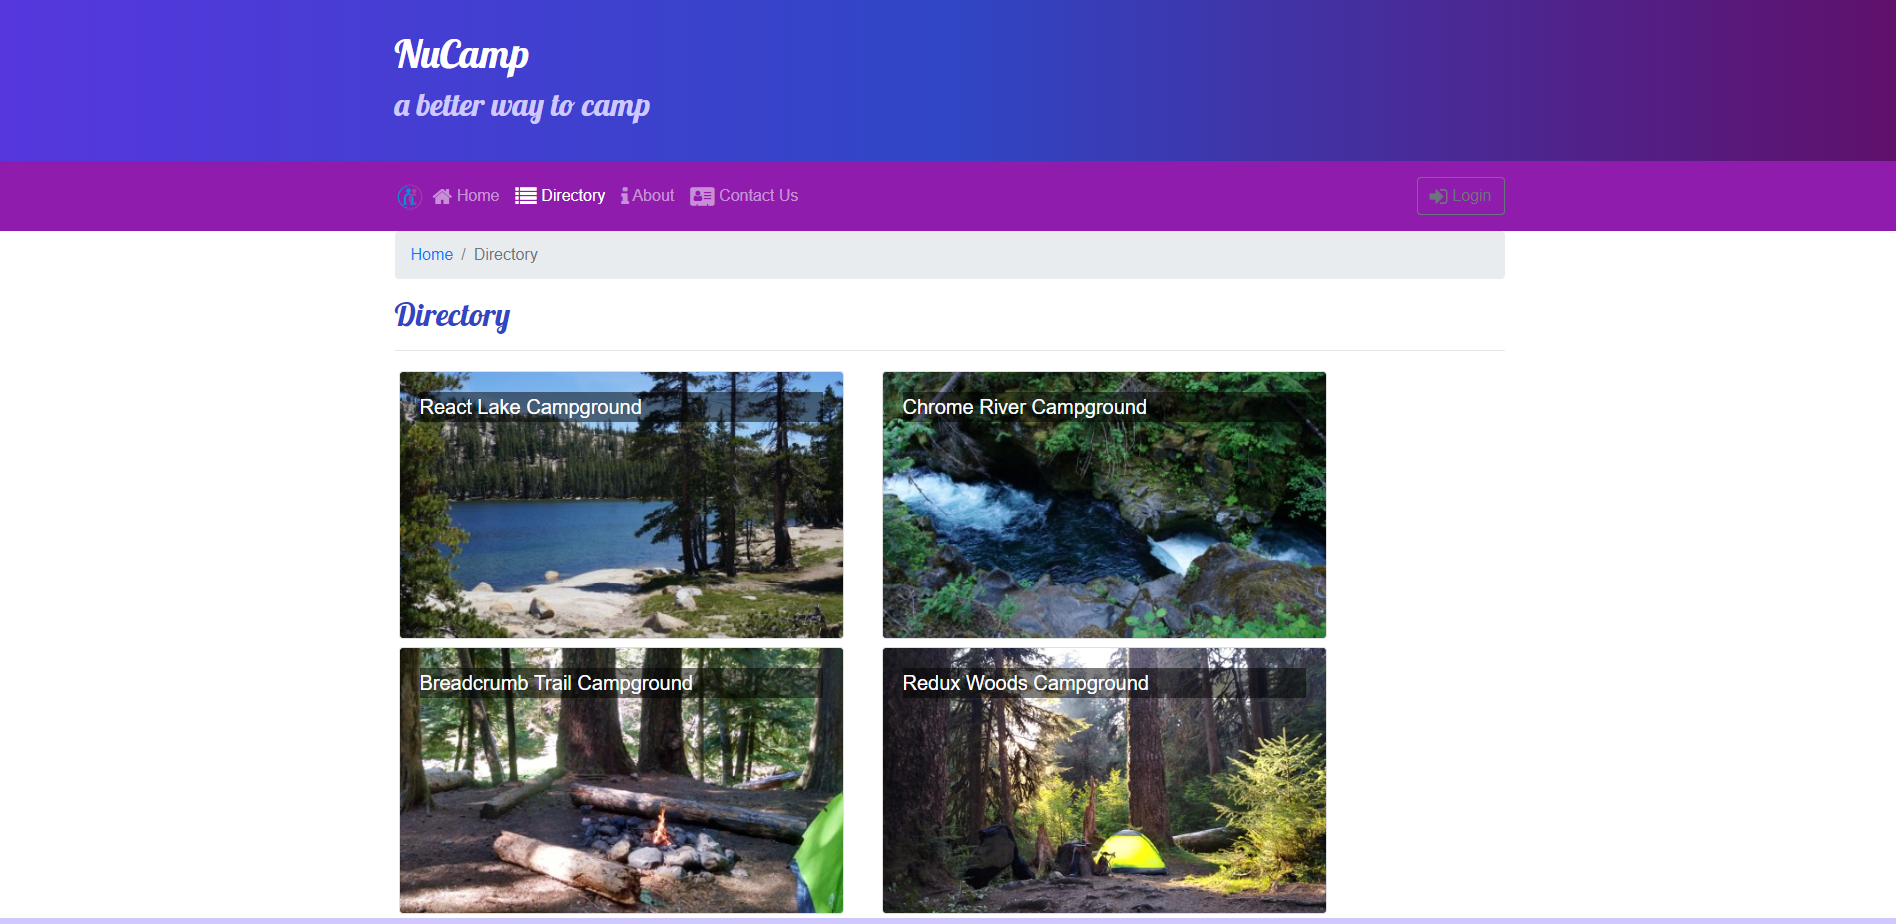 NuCamp
a better way to camp
Home Directory About Contact Us Login
Home / Directory
Directory
React Lake Campground
Chrome River Campground
Breadcrumb Trail Campground
Redux Woods Campground